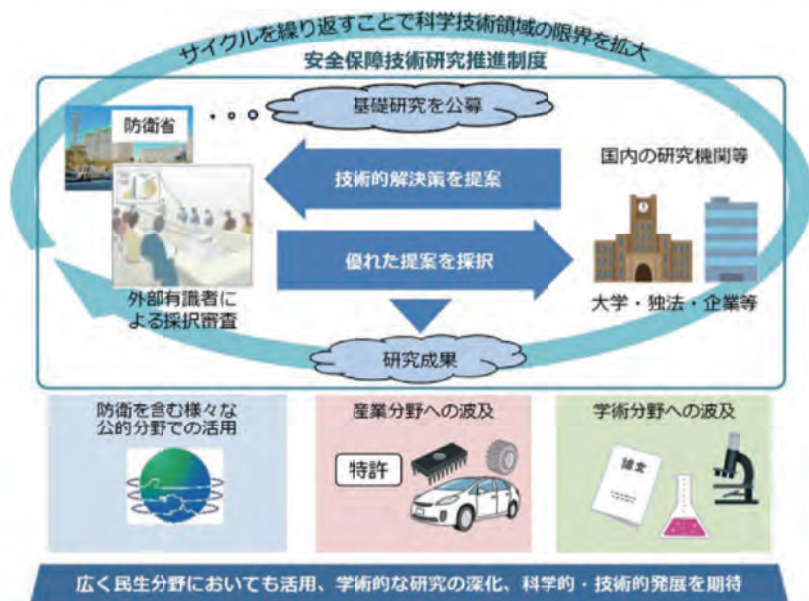 サイクルを繰り返すことで科学技術領域の限界を拡大
安全保障技術研究推進制度
防衛省
基礎研究を公募
国内の研究機関等
技術的解決策を提案
優れた提案を採択
外部有識者に
よる採択審査
大学・独法・企業等
研究成果
防衛を含む様々な
公的分野での活用
産業分野への波及
特許
学術分野への波及
論文
広く民生分野においても活用、学術的な研究の深化、科学的・技術的発展を期待